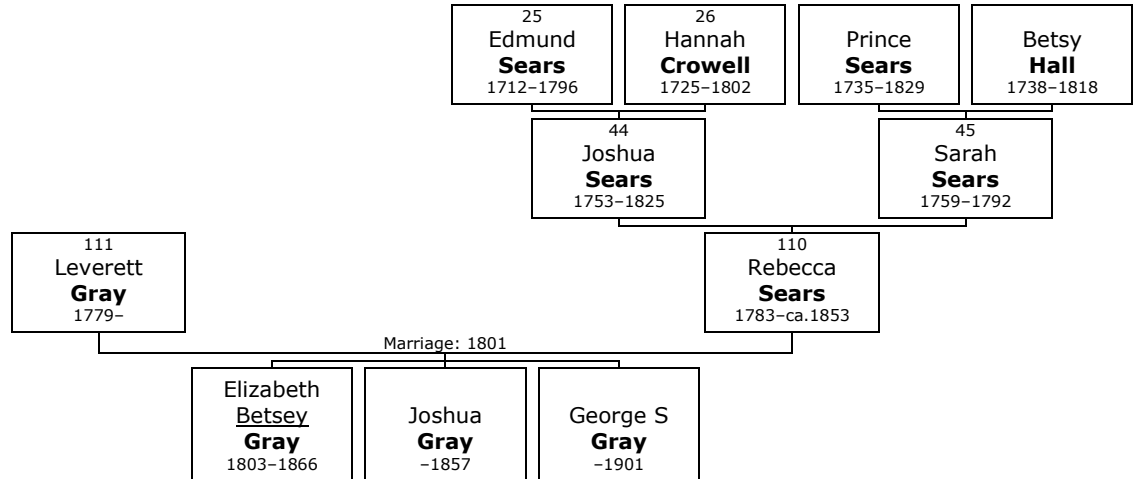 25
Edmund
Sears
1712–1796
26
Hannah
Crowell
1725–1802
Prince
Sears
1735–1829
Betsy
Hall
1738–1818
44
Joshua
Sears
1753–1825
45
Sarah
Sears
1759–1792
111
Leverett
Gray
1779–
110
Rebecca
Sears
1783–ca.1853
Marriage: 1801
Elizabeth
Betsey
Gray
1803–1866
Joshua
Gray
–1857
George S
Gray
–1901